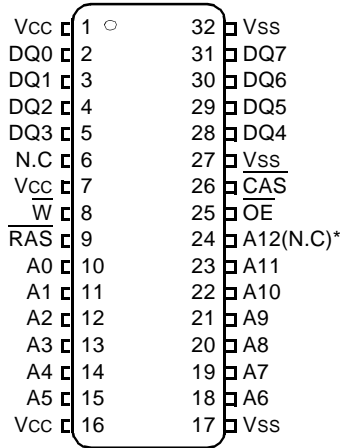 Vcc 1 32 Vss
DQ0 2 31 DQ7
DQ1 3 30 DQ6
DQ2 4 29 DQ5
DQ3 5 28 DQ4
N.C 6 27 Vss
Vcc 7 26 C̅A̅S̅
W̅ 8 25 O̅E̅
R̅A̅S̅ 9 24 A12(N.C)*
A0 10 23 A11
A1 11 22 A10
A2 12 21 A9
A3 13 20 A8
A4 14 19 A7
A5 15 18 A6
Vcc 16 17 Vss